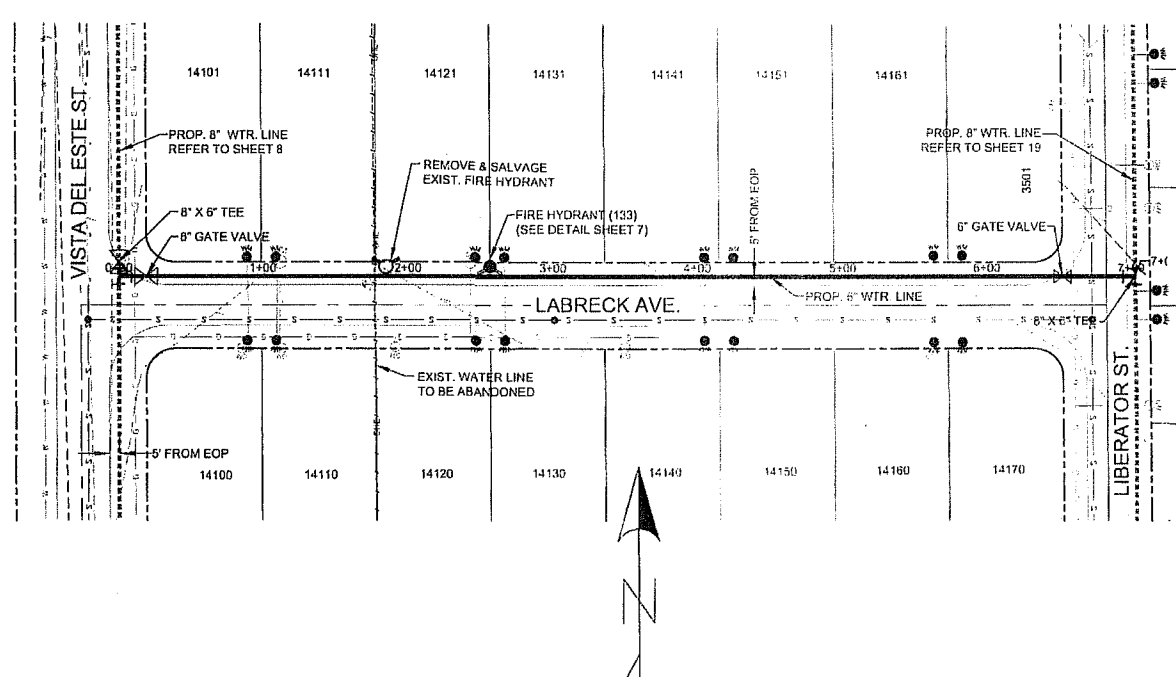 14101
14111
14121
14131
14141
14151
14161
VISTA DEL ESTE ST.
PROP. 8" WTR. LINE
REFER TO SHEET 8
REMOVE & SALVAGE
EXIST. FIRE HYDRANT
PROP. 8" WTR. LINE
REFER TO SHEET 19
3501
8" X 6" TEE
8" GATE VALVE
FIRE HYDRANT (133)
(SEE DETAIL SHEET 7)
5' FROM EOP
6" GATE VALVE
1+00
2+00
3+00
4+00
5+00
6+00
LABRECK AVE.
PROP. 6" WTR. LINE
8" X 6" TEE
EXIST. WATER LINE
TO BE ABANDONED
LIBERATOR ST.
5' FROM EOP
14100
14110
14120
14130
14140
14150
14160
14170
N